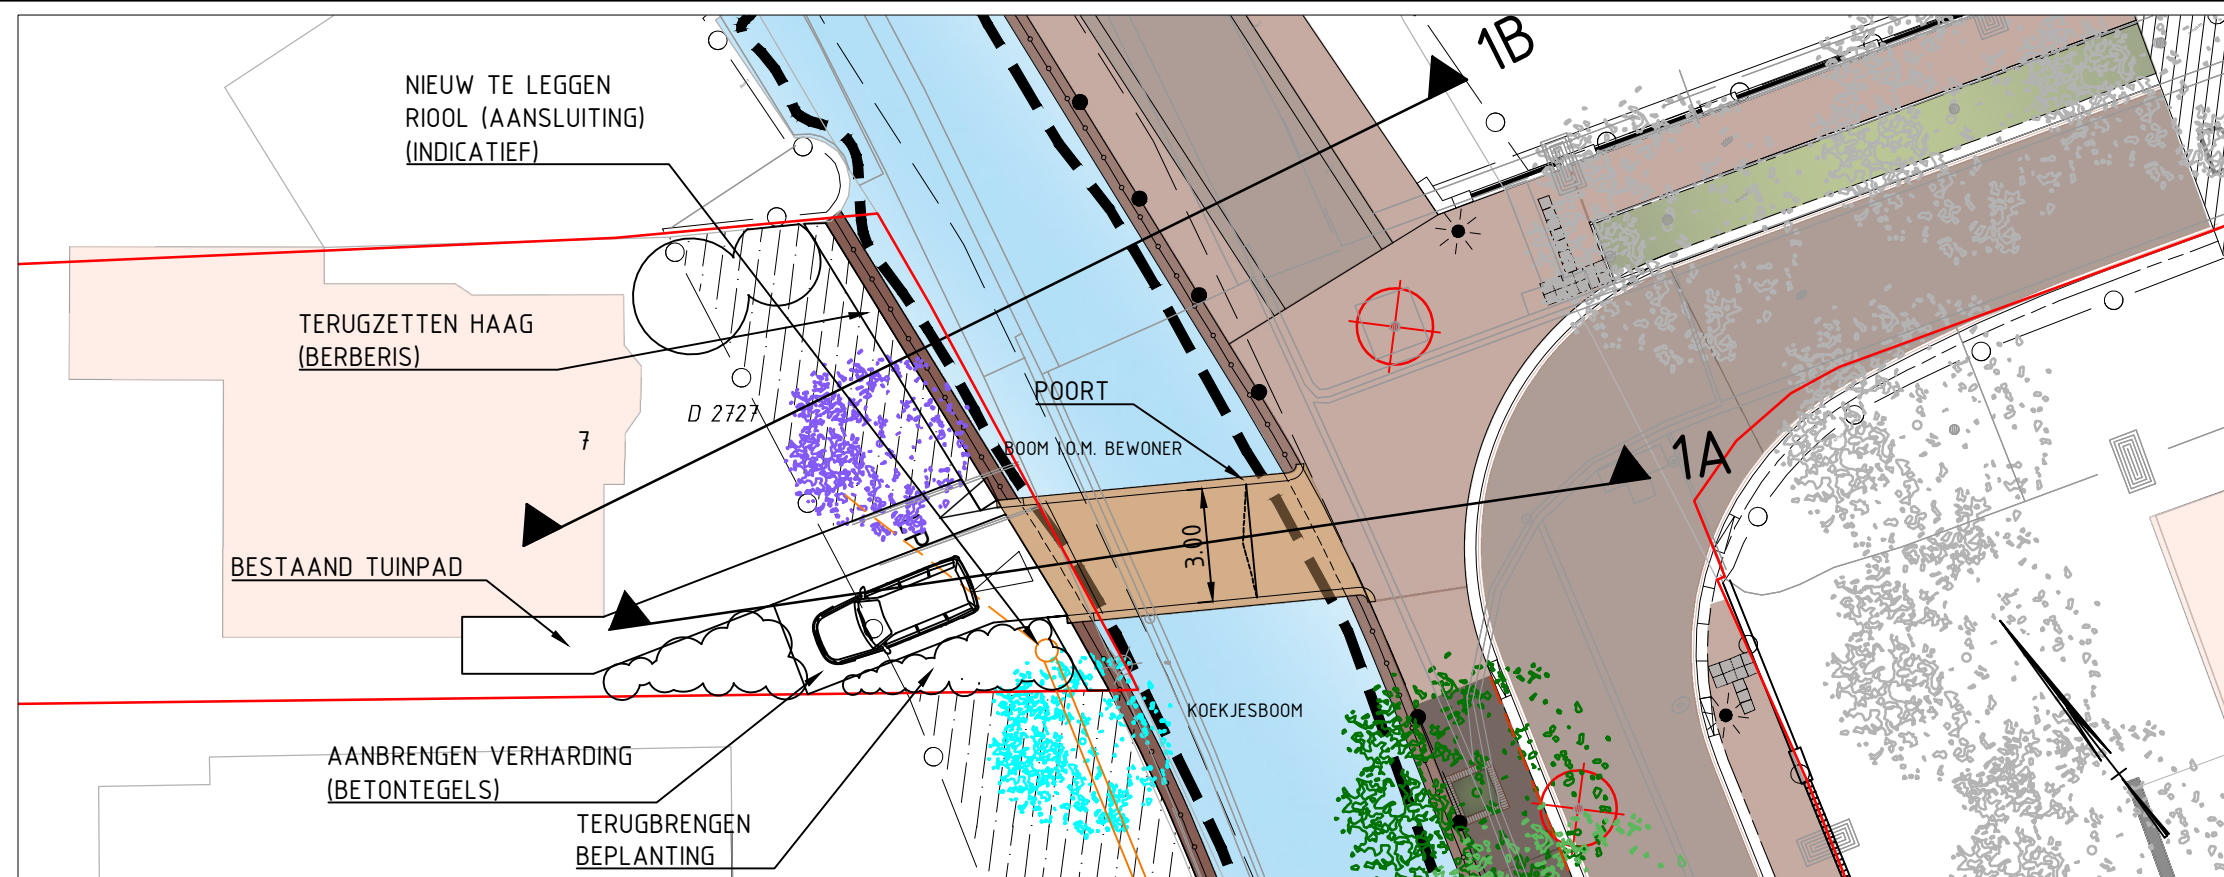 1B
NIEUW TE LEGGEN
RIOOL (AANSLUITING)
(INDICATIEF)
TERUGZETTEN HAAG
(BERBERIS)
POORT
D 2727
7
BOOM I.O.M. BEWONER
1A
3.00
BESTAAND TUINPAD
P
KOEKJESBOOM
AANBRENGEN VERHARDING
(BETONTEGELS)
TERUGBRENGEN
BEPLANTING